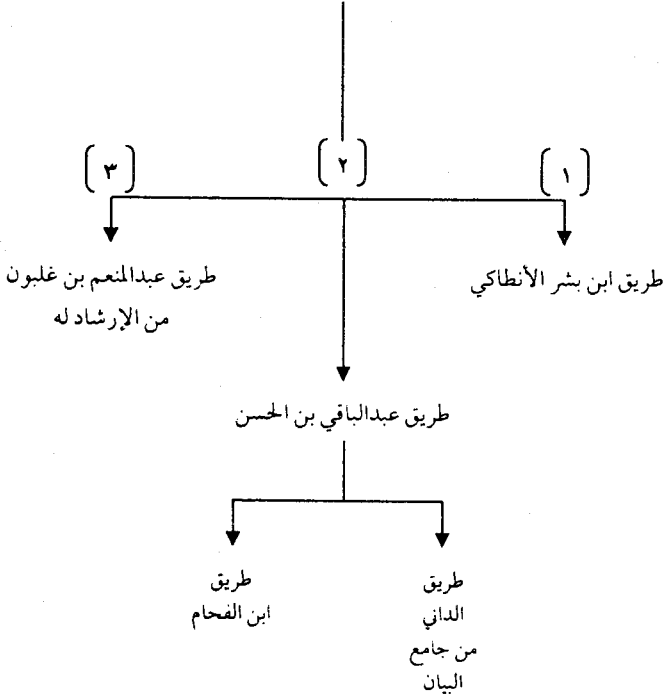 (١)
(٢)
(٣)
طريق ابن بشر الأنطاكي
طريق عبدالمنعم بن غلبون
من الإرشاد له
طريق عبدالباقي بن الحسن
طريق
الداني
من جامع
البيان
طريق
ابن الفحام